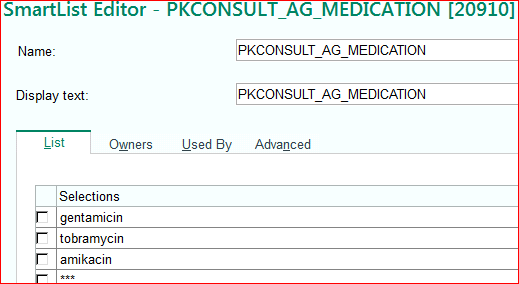 SmartList Editor - PKCONSULT_AG_MEDICATION [20910]
Name: PKCONSULT_AG_MEDICATION
Display text: PKCONSULT_AG_MEDICATION
List Owners Used By Advanced
Selections
gentamicin
tobramycin
amikacin
***